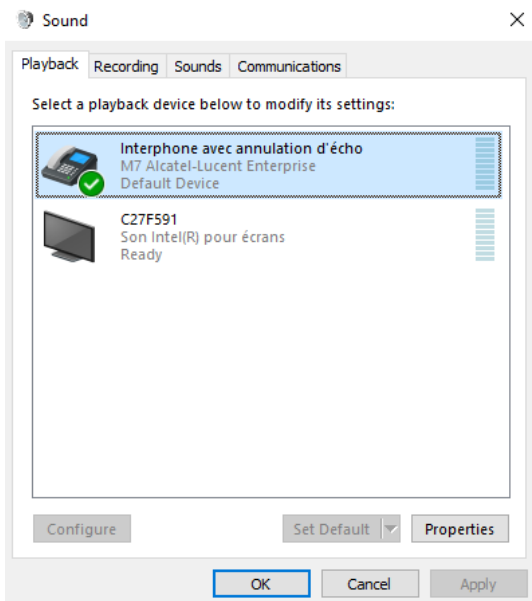 Sound
Playback Recording Sounds Communications
Select a playback device below to modify its settings:
Interphone avec annulation d'écho
M7 Alcatel-Lucent Enterprise
Default Device
C27F591
Son Intel(R) pour écrans
Ready
Configure Set Default Properties
OK Cancel Apply